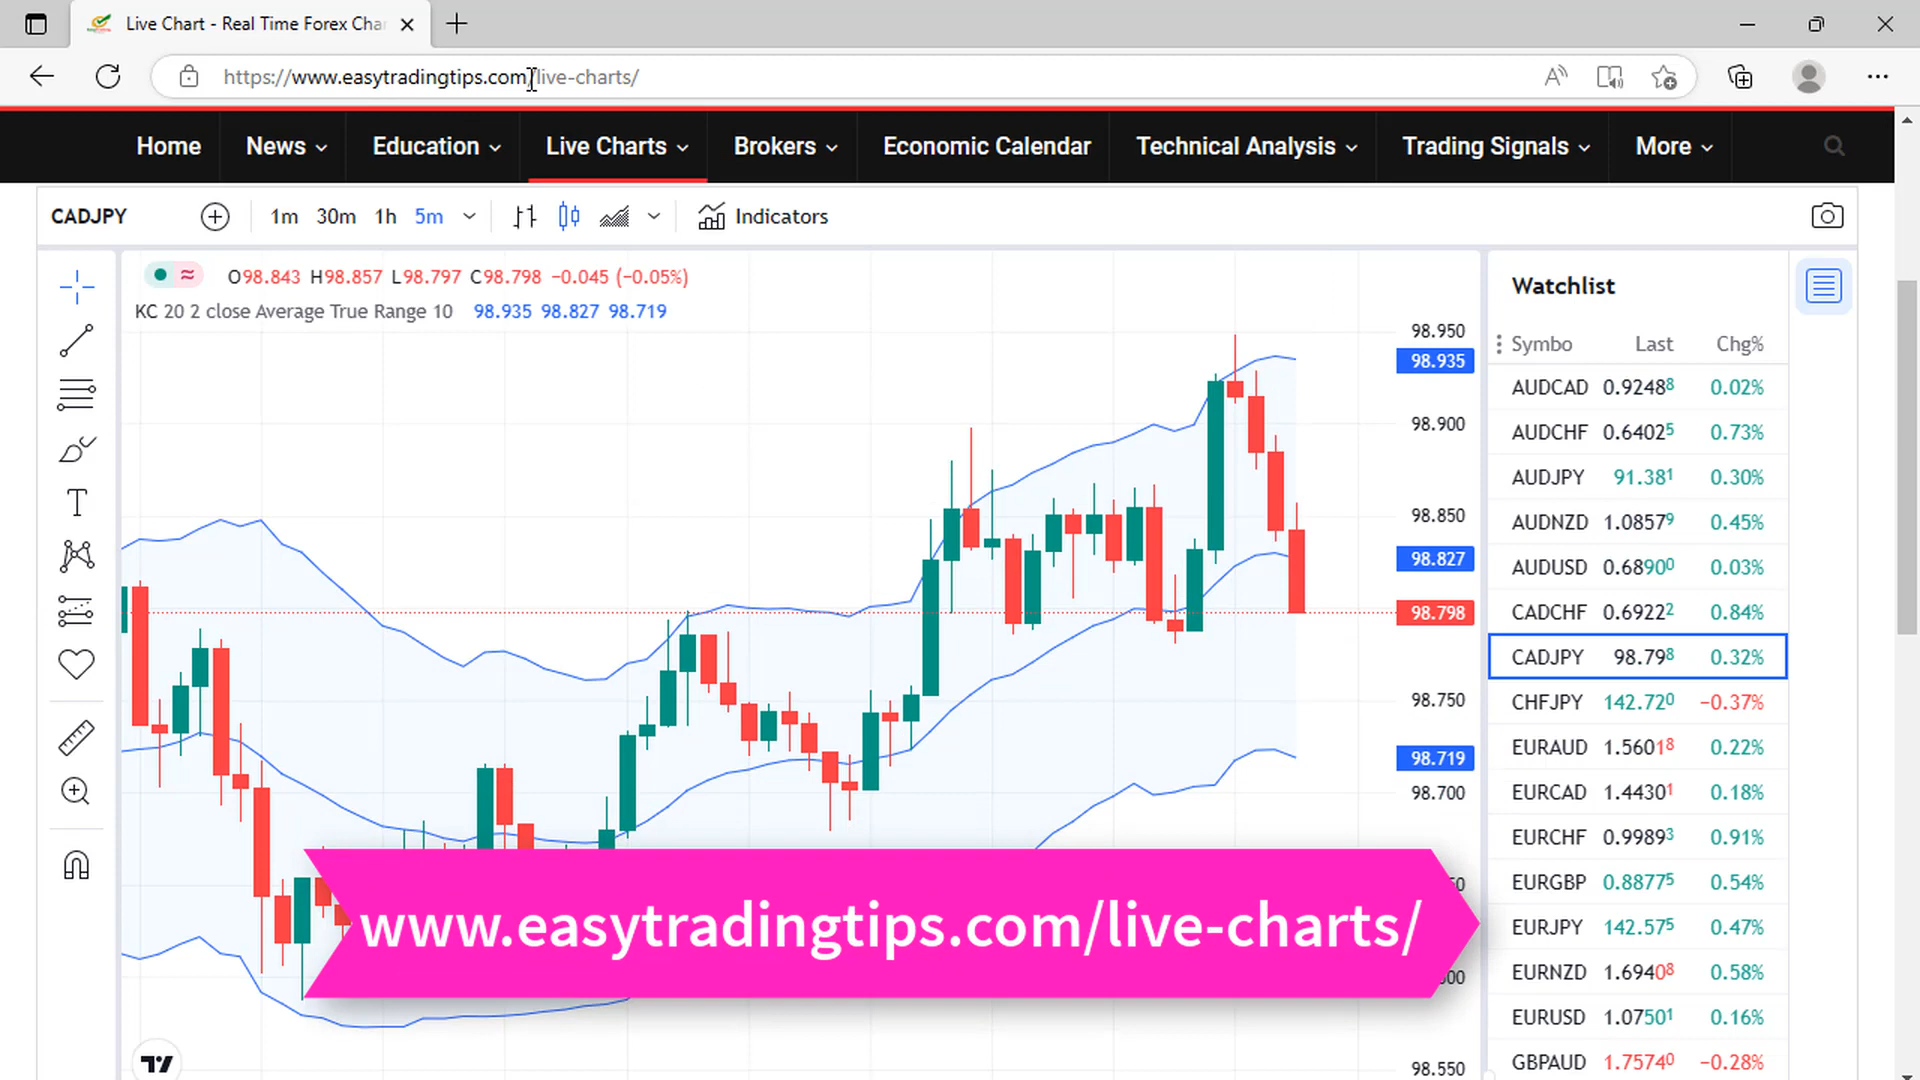 Live Chart - Real Time Forex Cha
https://www.easytradingtips.com/live-charts/
Home News Education Live Charts Brokers Economic Calendar Technical Analysis Trading Signals More
CADJPY 1m 30m 1h 5m Indicators
O98.843 H98.857 L98.797 C98.798 −0.045 (−0.05%)
KC 20 2 close Average True Range 10 98.935 98.827 98.719
98.950
98.935
98.900
98.850
98.827
98.798
98.750
98.719
98.700
50
00
98.550
www.easytradingtips.com/live-charts/
Watchlist
Symbo Last Chg%
AUDCAD 0.92488 0.02%
AUDCHF 0.64025 0.73%
AUDJPY 91.381 0.30%
AUDNZD 1.08579 0.45%
AUDUSD 0.68900 0.03%
CADCHF 0.69222 0.84%
CADJPY 98.798 0.32%
CHFJPY 142.720 −0.37%
EURAUD 1.56018 0.22%
EURCAD 1.44301 0.18%
EURCHF 0.99893 0.91%
EURGBP 0.88775 0.54%
EURJPY 142.575 0.47%
EURNZD 1.69408 0.58%
EURUSD 1.07501 0.16%
GBPAUD 1.75740 −0.28%